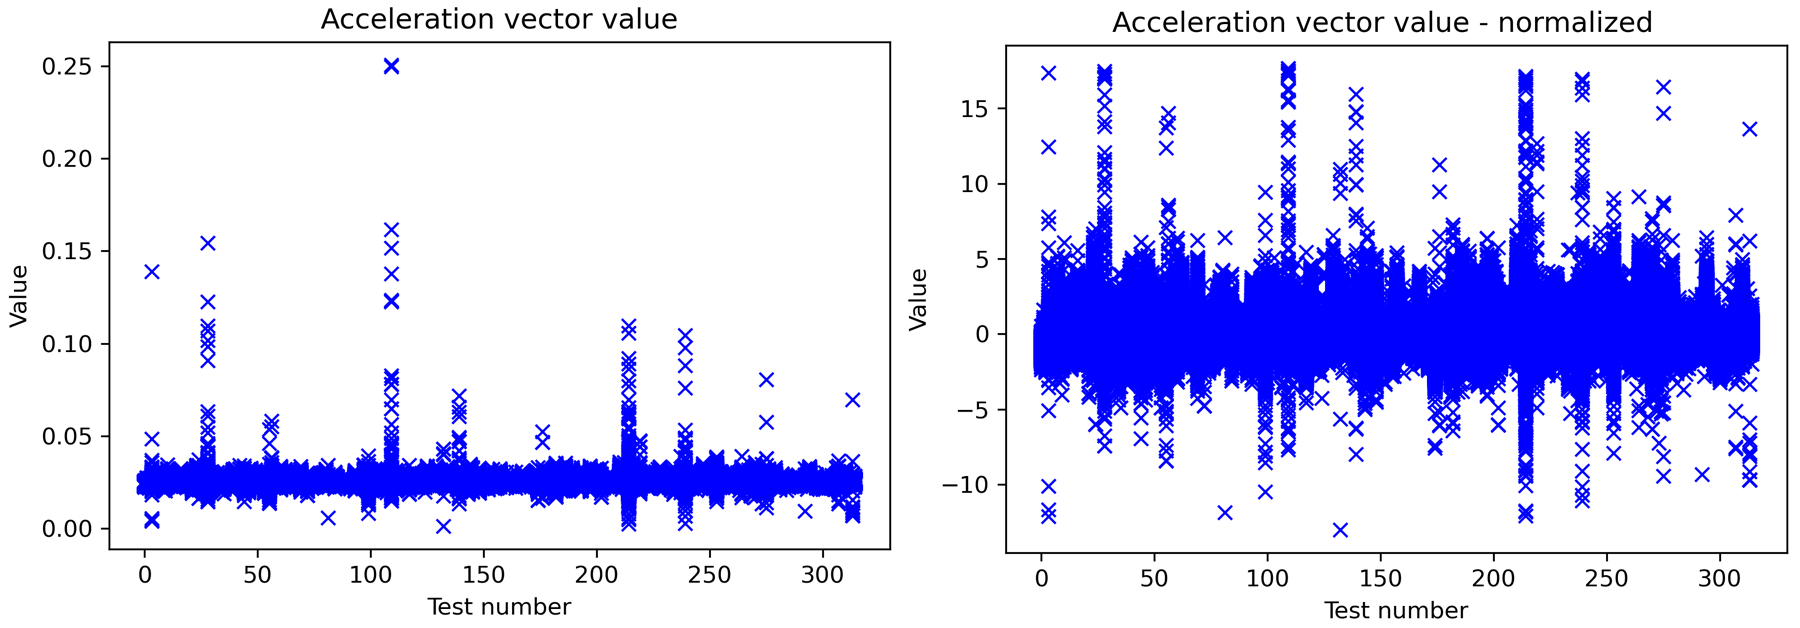 Acceleration vector value
Value
0.25
0.20
0.15
0.10
0.05
0.00
0 50 100 150 200 250 300
Test number
Acceleration vector value - normalized
Value
15
10
5
0
−5
−10
0 50 100 150 200 250 300
Test number